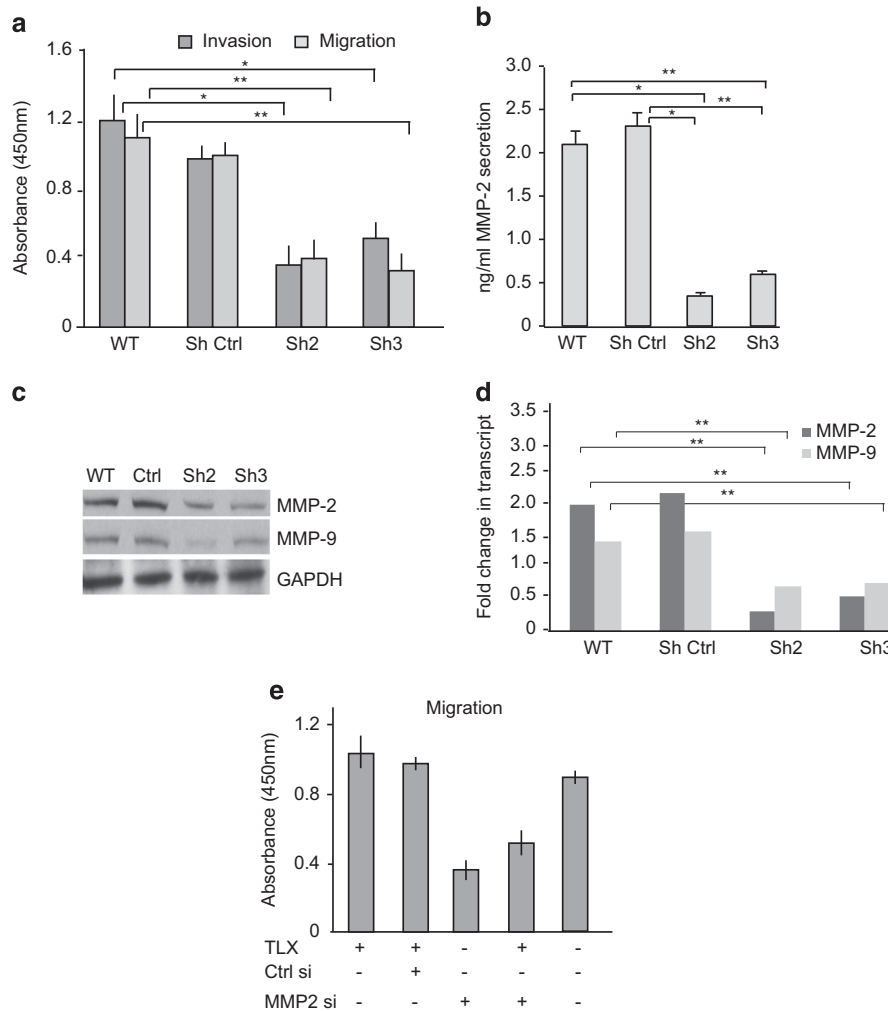 a
Invasion Migration
1.6
1.2
0.8
0.4
0
Absorbance (450nm)
* ** * **
WT Sh Ctrl Sh2 Sh3
b
3.0
2.5
2.0
1.5
1.0
0.5
0
ng/ml MMP-2 secretion
** * ** *
WT Sh Ctrl Sh2 Sh3
c
WT Ctrl Sh2 Sh3
MMP-2
MMP-9
GAPDH
d
3.5
3.0
2.5
2.0
1.5
1.0
0.5
0
Fold change in transcript
MMP-2
MMP-9
** ** ** **
WT Sh Ctrl Sh2 Sh3
e
Migration
1.2
0.8
0.4
0
Absorbance (450nm)
TLX + + - + -
Ctrl si - + - - -
MMP2 si - - + + -